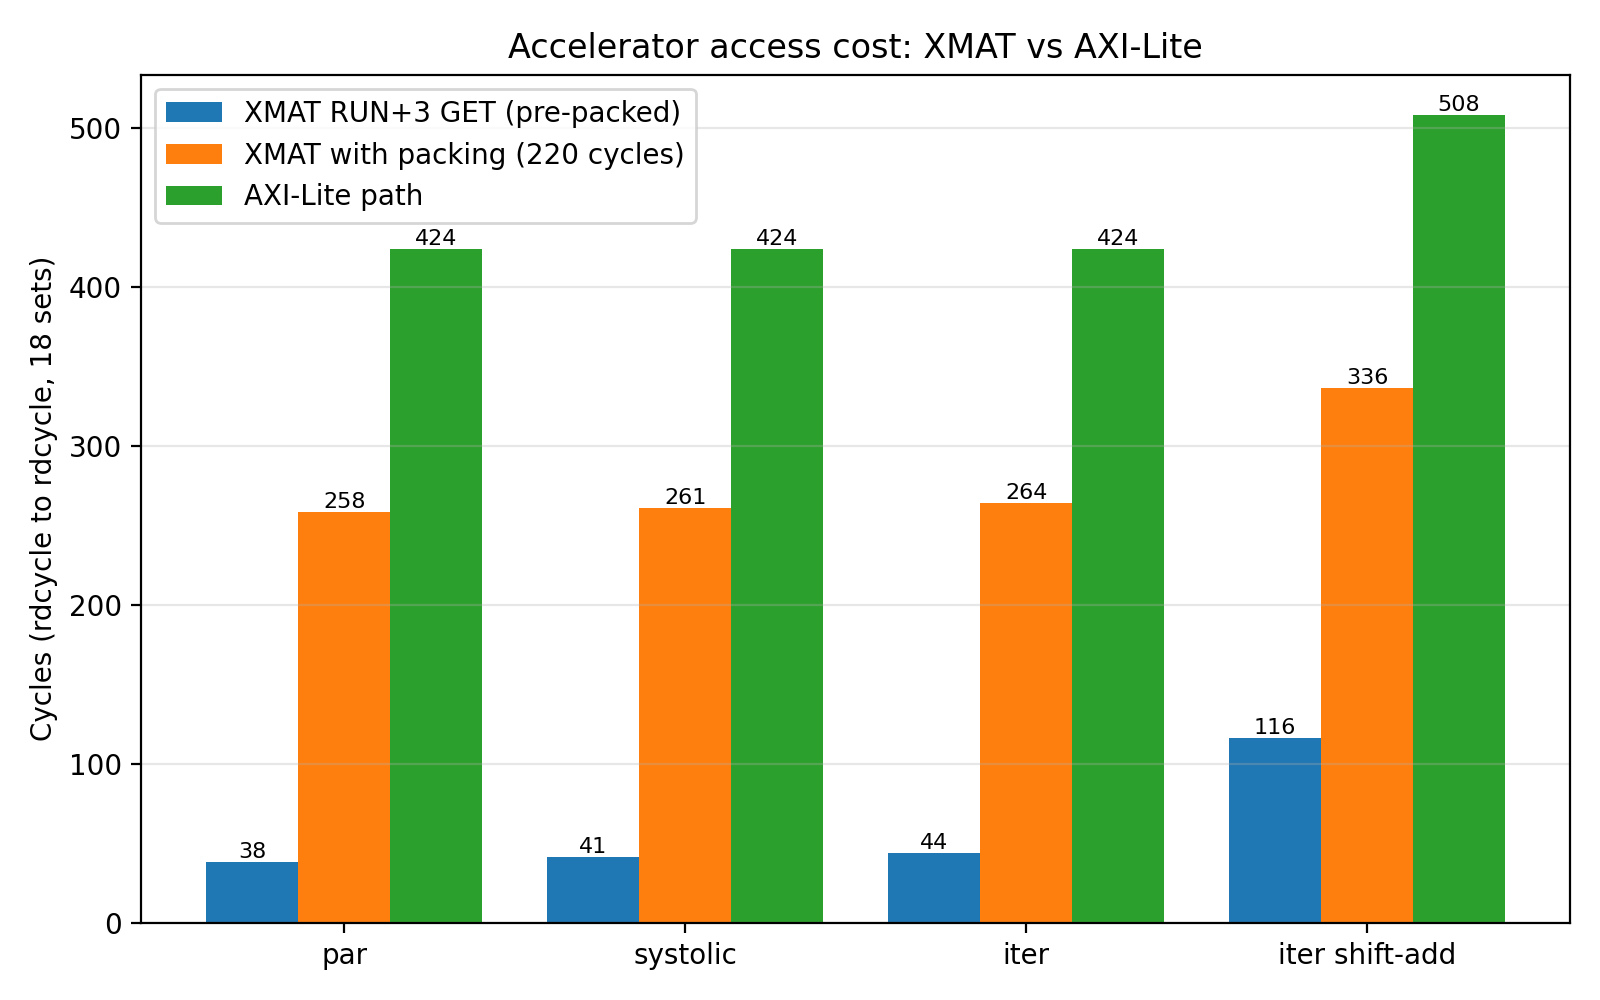 Accelerator access cost: XMAT vs AXI-Lite
XMAT RUN+3 GET (pre-packed)
XMAT with packing (220 cycles)
AXI-Lite path
Cycles (rdcycle to rdcycle, 18 sets)
500
400
300
200
100
0
38
258
424
41
261
424
44
264
424
116
336
508
par
systolic
iter
iter shift-add